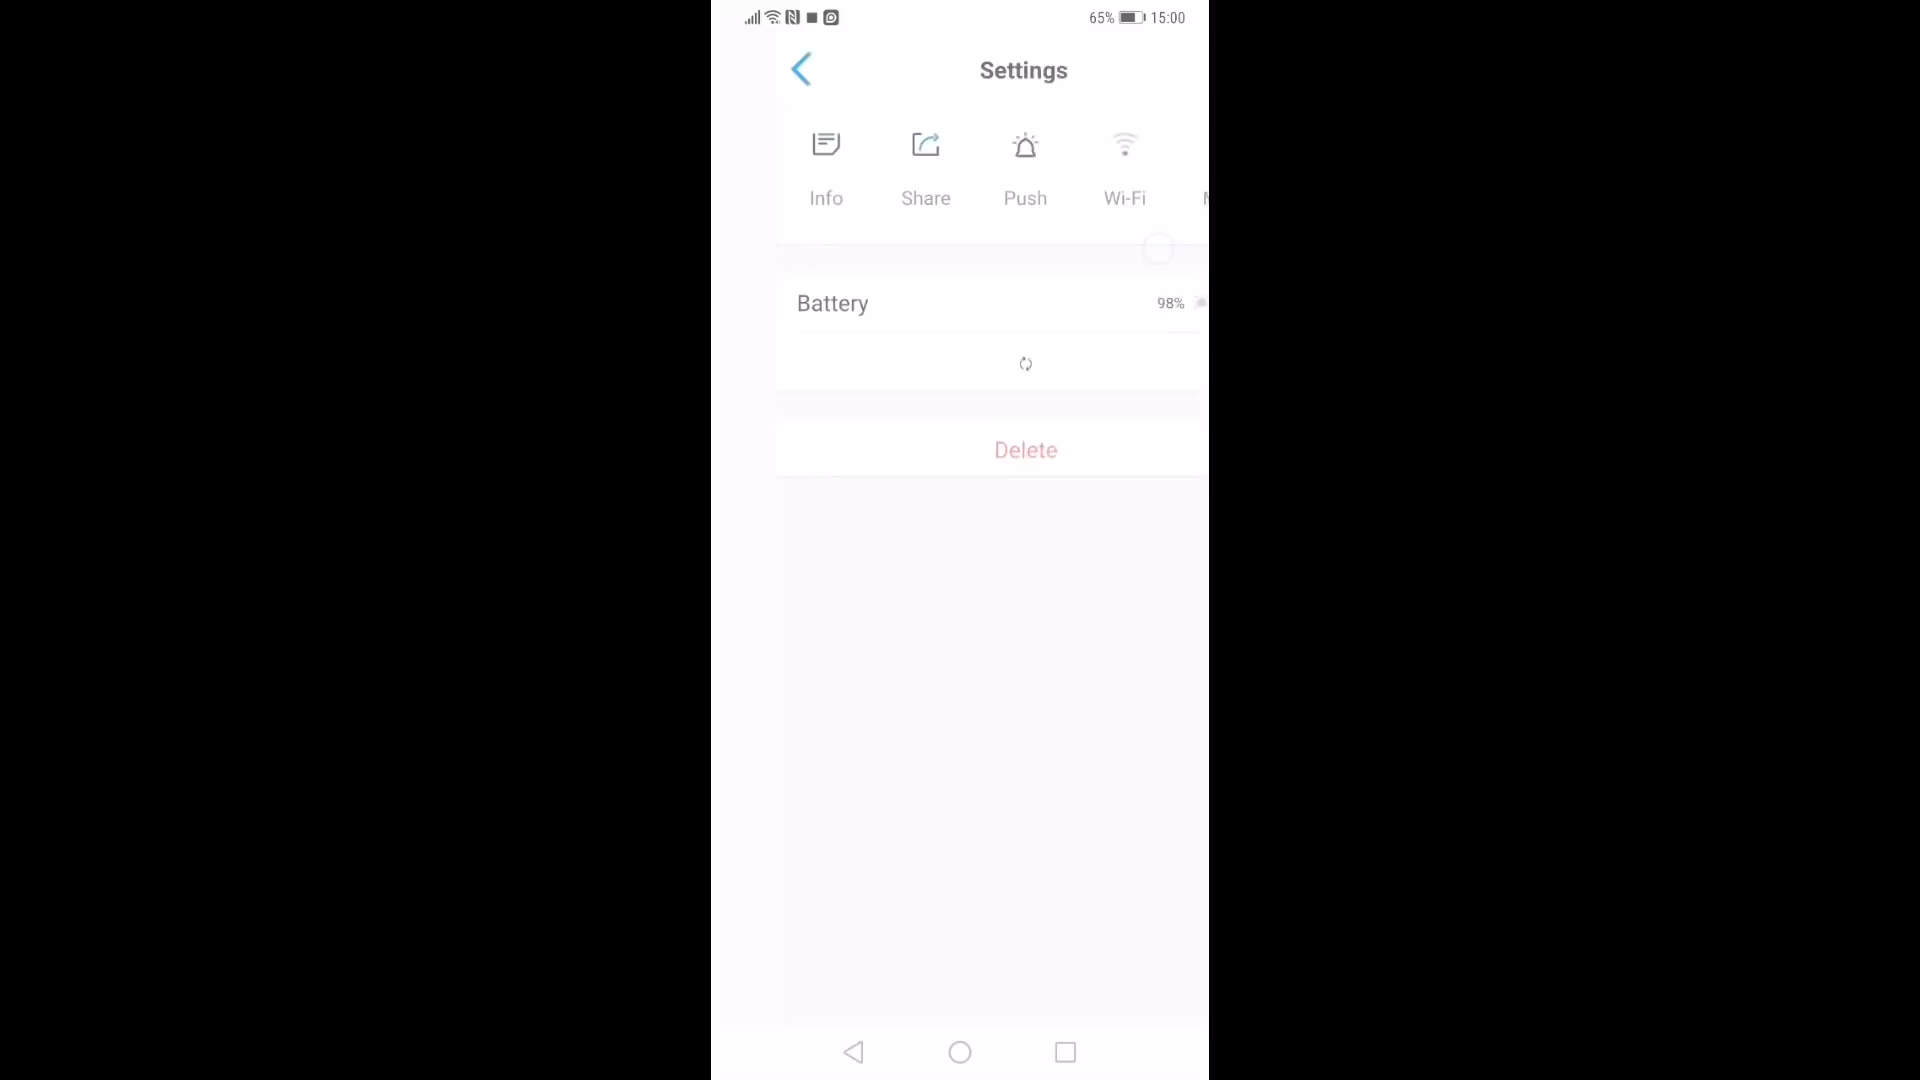 65% 15:00
Settings
Info Share Push Wi-Fi
Battery 98%
Delete